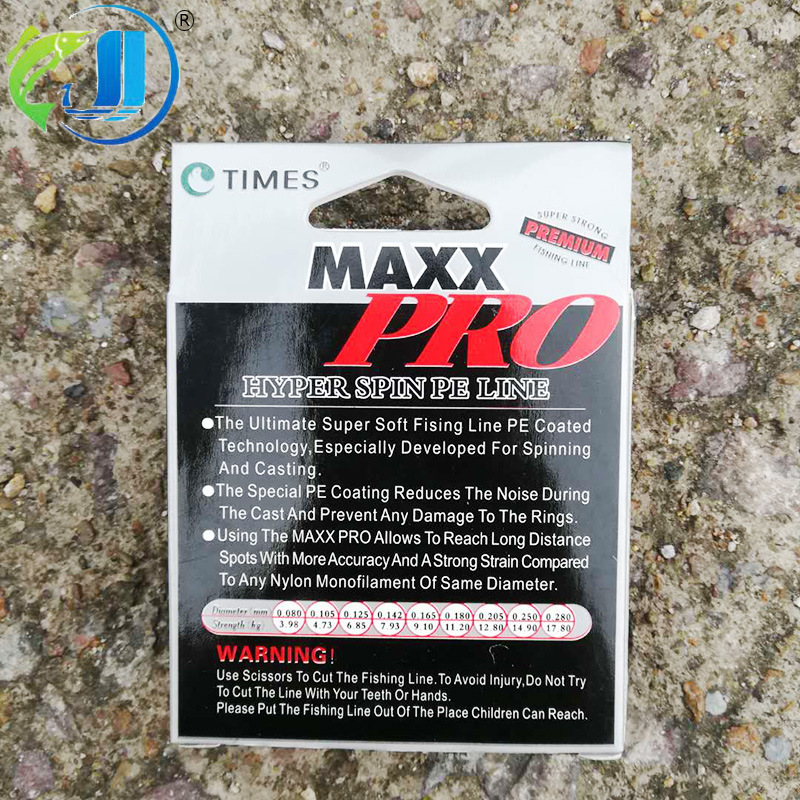 ®
TIMES®
SUPER STRONG
PREMIUM
FISHING LINE
MAXX
PRO
HYPER SPIN PE LINE
●The Ultimate Super Soft Fising Line PE Coated
Technology,Especially Developed For Spinning
And Casting.
●The Special PE Coating Reduces The Noise During
The Cast And Prevent Any Damage To The Rings.
●Using The MAXX PRO Allows To Reach Long Distance
Spots With More Accuracy And A Strong Strain Compared
To Any Nylon Monofilament Of Same Diameter.
Diameter/mm 0.080 0.105 0.125 0.142 0.165 0.180 0.205 0.250 0.280
Strength/kg 3.98 4.73 6.85 7.93 9.10 11.20 12.80 14.90 17.80
WARNING!
Use Scissors To Cut The Fishing Line.To Avoid Injury,Do Not Try
To Cut The Line With Your Teeth Or Hands.
Please Put The Fishing Line Out Of The Place Children Can Reach.